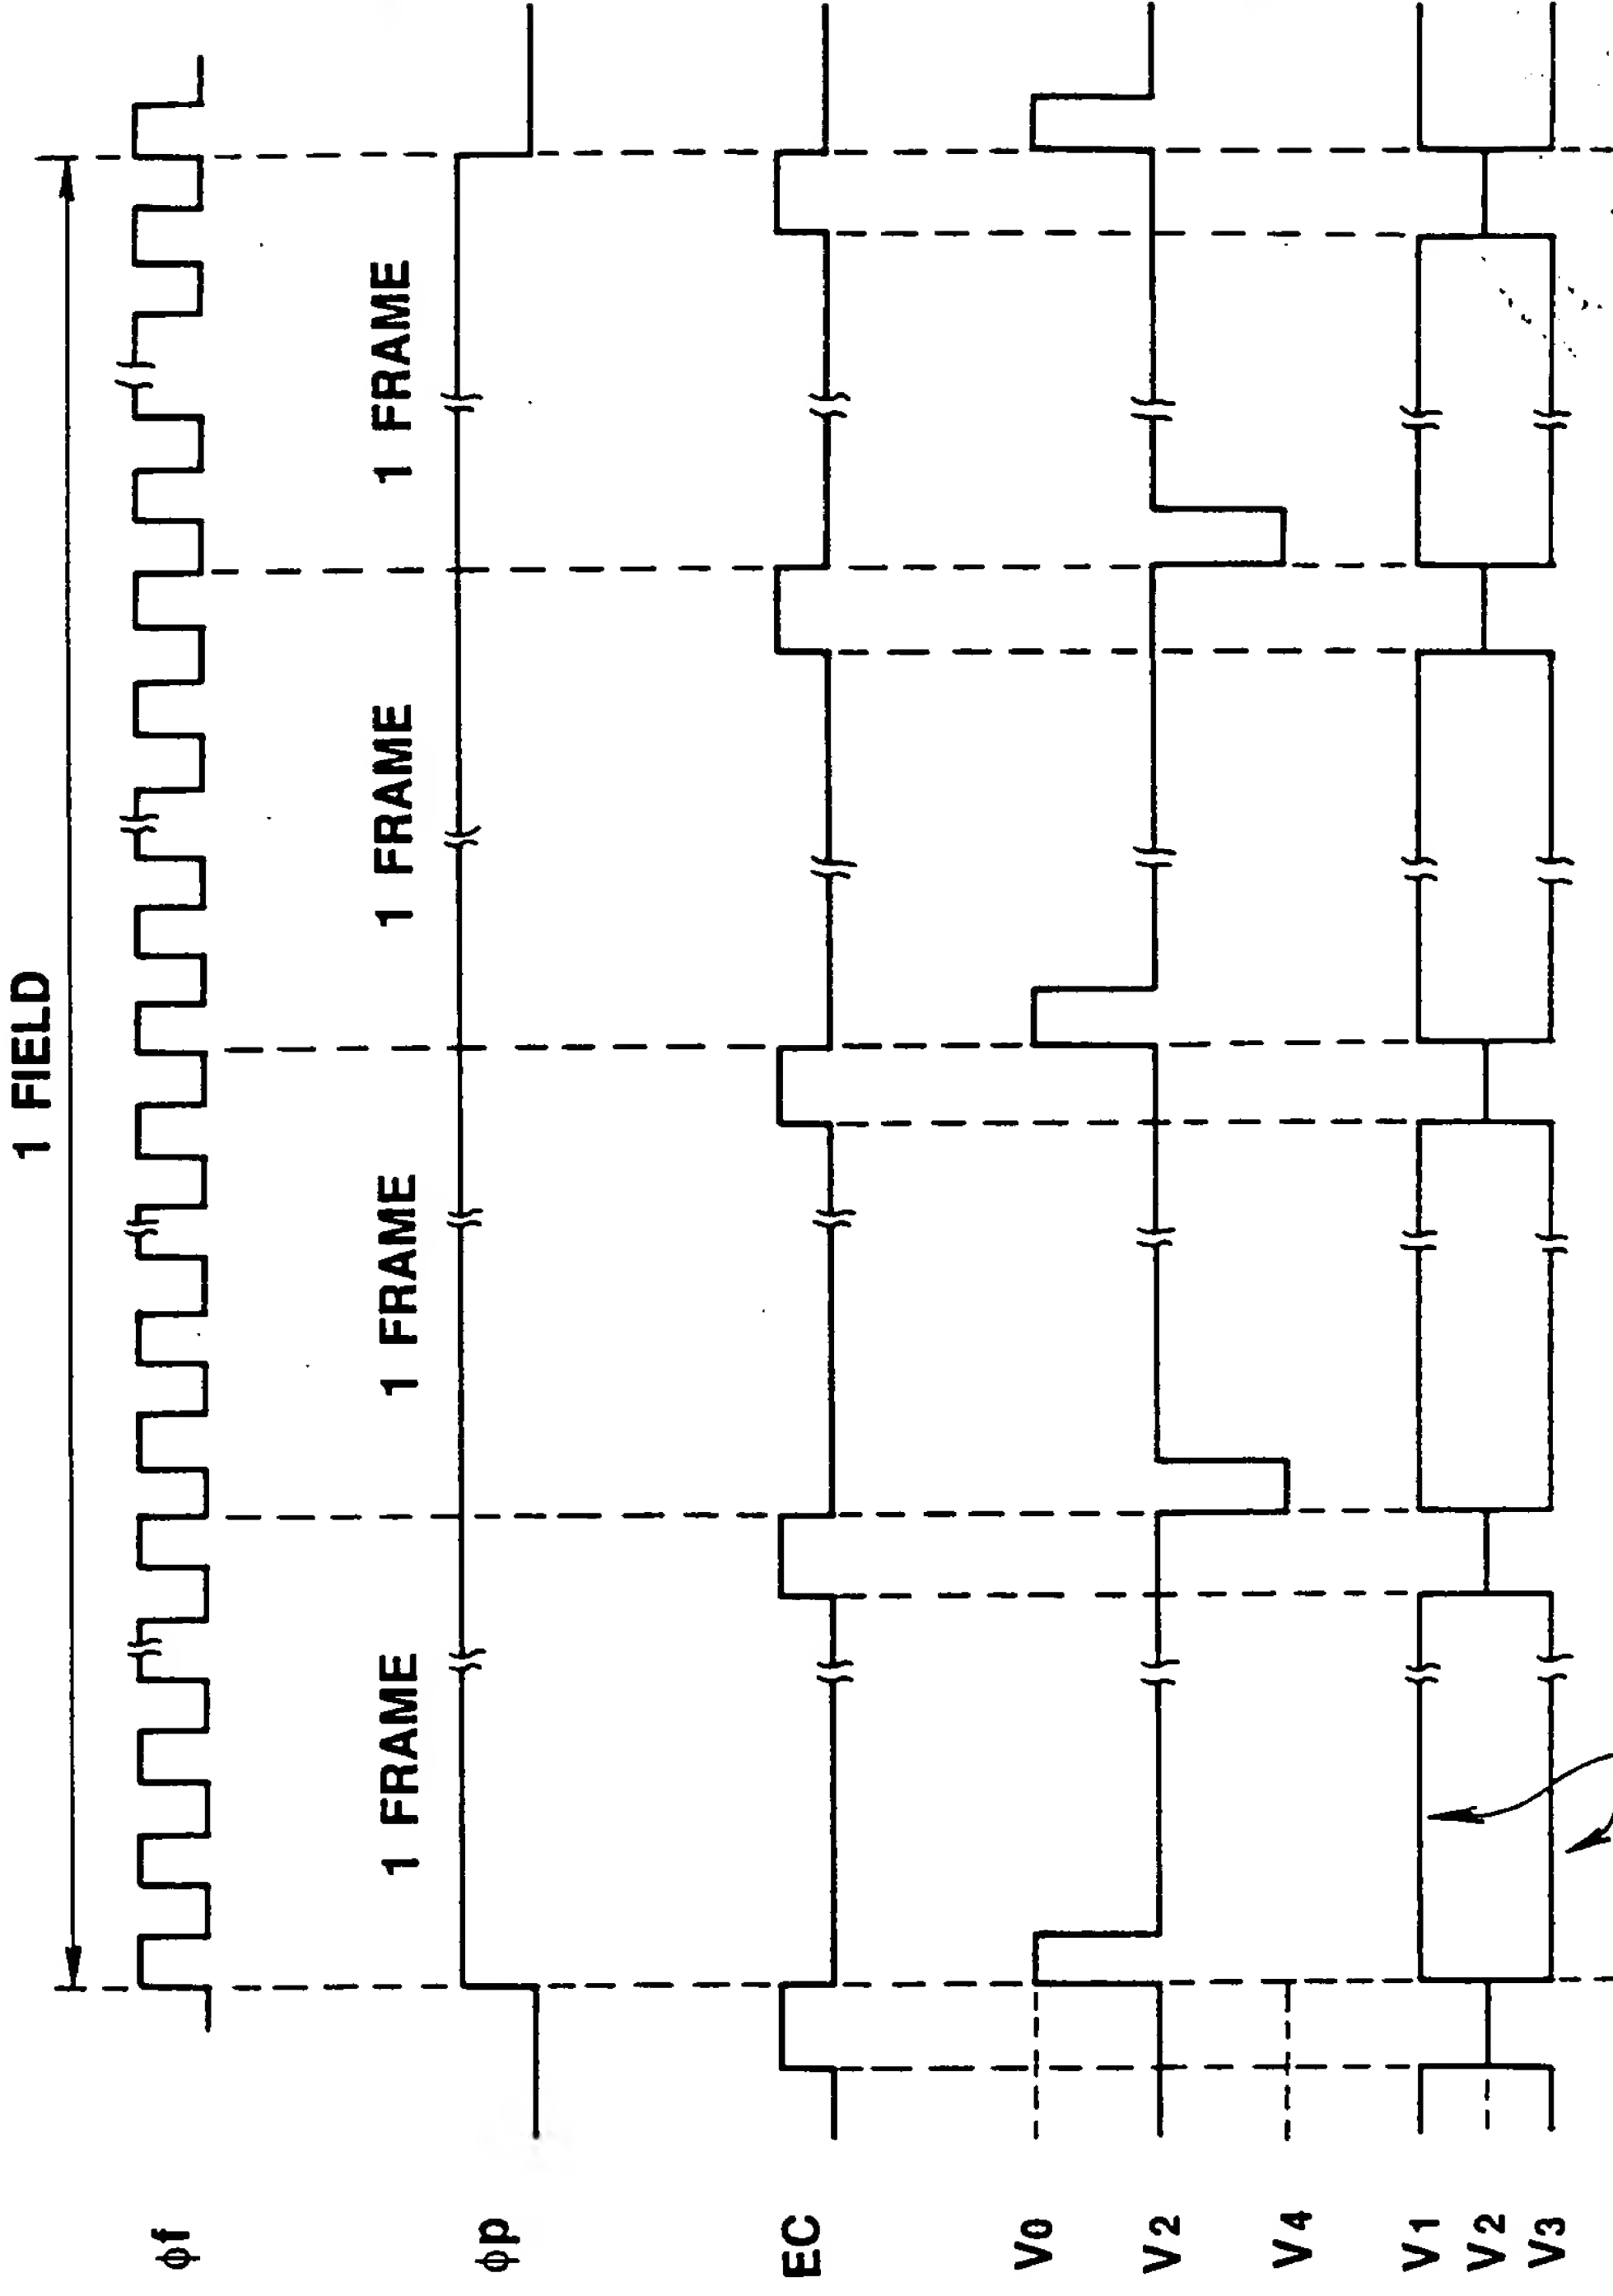 1 FIELD
φf
1 FRAME 1 FRAME 1 FRAME 1 FRAME
φp
EC
V0
V2
V4
V1
V2
V3